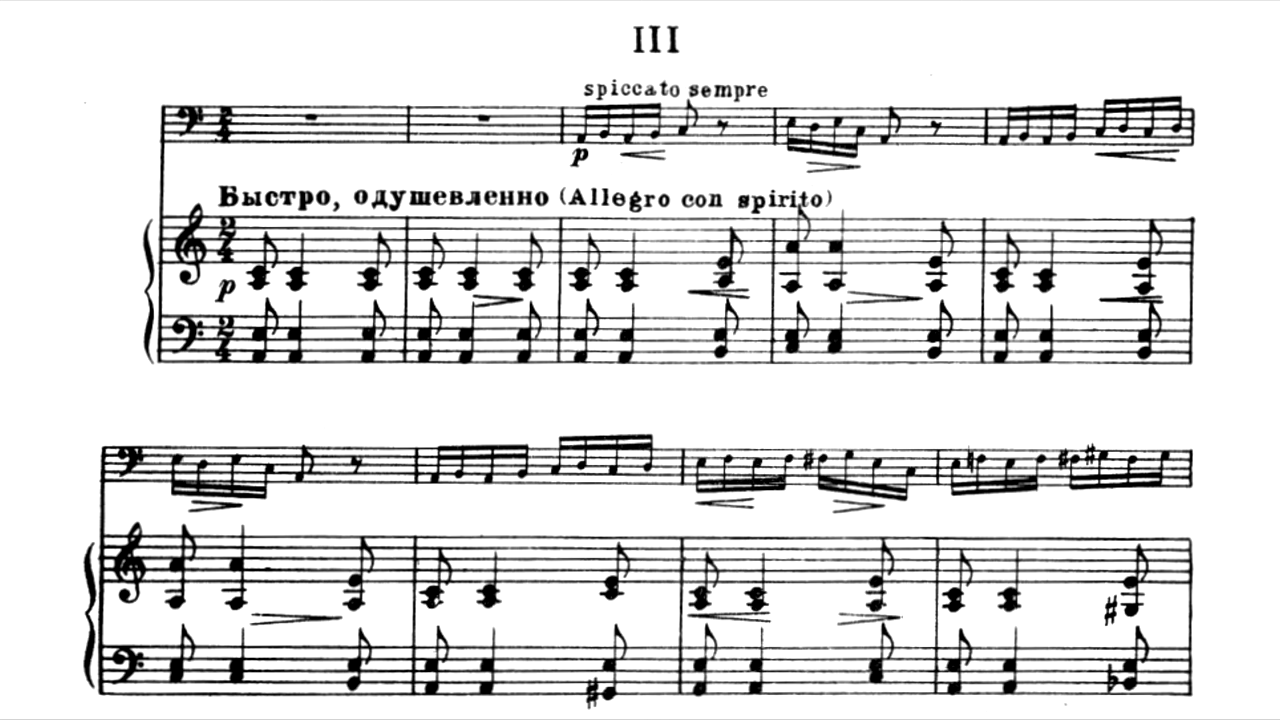 III
spiccato sempre
p
Быстро, одушевленно (Allegro con spirito)
p